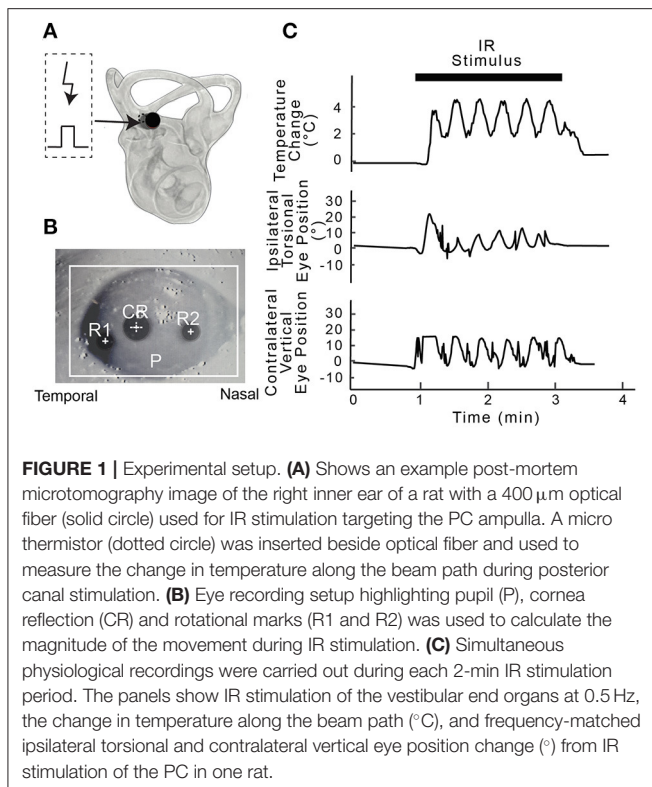 A
B
CR
R1
R2
P
Temporal Nasal
C
IR
Stimulus
Temperature
Change
(°C)
4
2
0
Ipsilateral
Torsional
Eye Position
(°)
30
20
10
0
-10
Contralateral
Vertical
Eye Position
30
20
10
0
-10
0 1 2 3 4
Time (min)
FIGURE 1 | Experimental setup. (A) Shows an example post-mortem
microtomography image of the right inner ear of a rat with a 400 μm optical
fiber (solid circle) used for IR stimulation targeting the PC ampulla. A micro
thermistor (dotted circle) was inserted beside optical fiber and used to
measure the change in temperature along the beam path during posterior
canal stimulation. (B) Eye recording setup highlighting pupil (P), cornea
reflection (CR) and rotational marks (R1 and R2) was used to calculate the
magnitude of the movement during IR stimulation. (C) Simultaneous
physiological recordings were carried out during each 2-min IR stimulation
period. The panels show IR stimulation of the vestibular end organs at 0.5 Hz,
the change in temperature along the beam path (°C), and frequency-matched
ipsilateral torsional and contralateral vertical eye position change (°) from IR
stimulation of the PC in one rat.